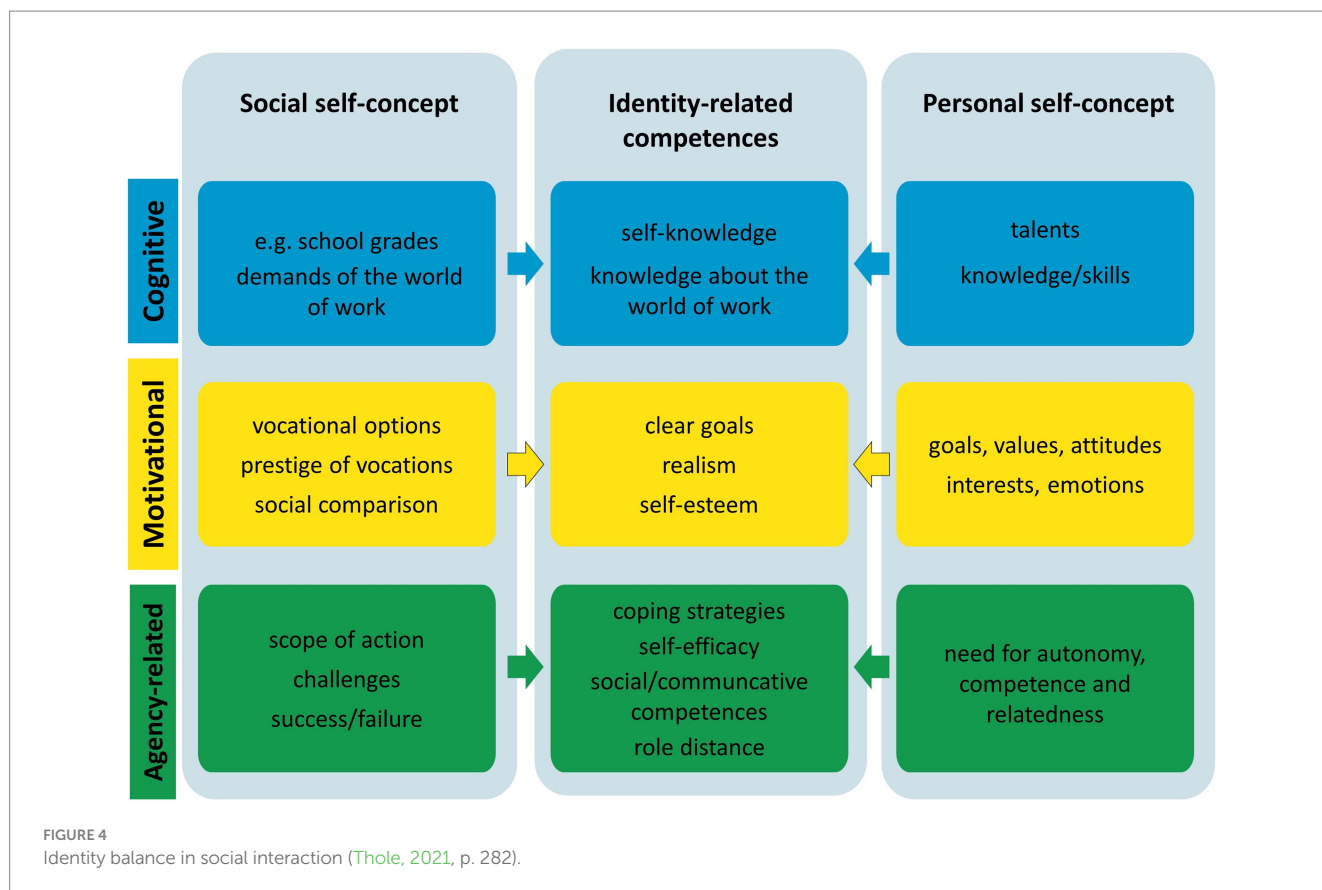 Social self-concept
Identity-related
competences
Personal self-concept
Cognitive
e.g. school grades
demands of the world
of work
self-knowledge
knowledge about the
world of work
talents
knowledge/skills
Motivational
vocational options
prestige of vocations
social comparison
clear goals
realism
self-esteem
goals, values, attitudes
interests, emotions
Agency-related
scope of action
challenges
success/failure
coping strategies
self-efficacy
social/communcative
competences
role distance
need for autonomy,
competence and
relatedness
FIGURE 4
Identity balance in social interaction (Thole, 2021, p. 282).